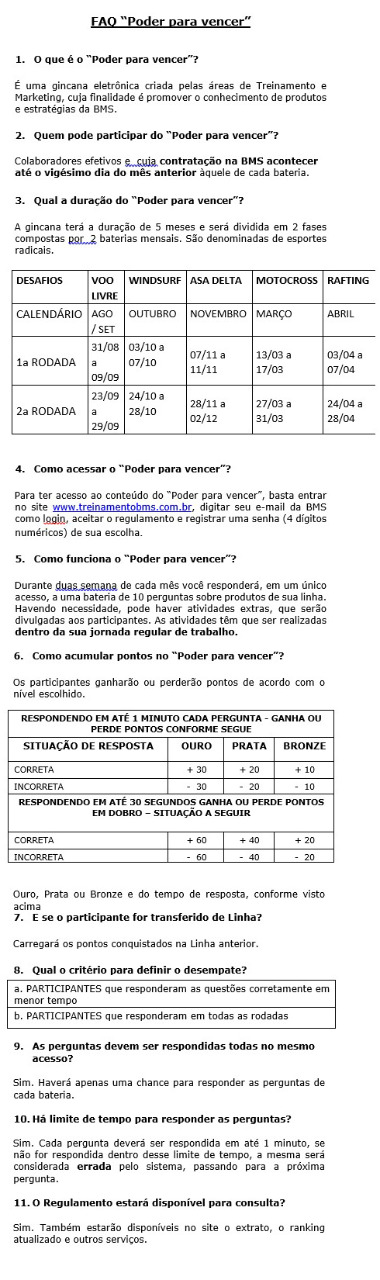 FAQ “Poder para vencer”
1. O que é o “Poder para vencer”?
É uma gincana eletrônica criada pelas áreas de Treinamento e
Marketing, cuja finalidade é promover o conhecimento de produtos
e estratégias da BMS.
2. Quem pode participar do “Poder para vencer”?
Colaboradores efetivos e cuja contratação na BMS acontecer
até o vigésimo dia do mês anterior àquele de cada bateria.
3. Qual a duração do “Poder para vencer”?
A gincana terá a duração de 5 meses e será dividida em 2 fases
compostas por 2 baterias mensais. São denominadas de esportes
radicais.
DESAFIOS VOO LIVRE WINDSURF ASA DELTA MOTOCROSS RAFTING
CALENDÁRIO AGO / SET OUTUBRO NOVEMBRO MARÇO ABRIL
1a RODADA 31/08 a 09/09 03/10 a 07/10 07/11 a 11/11 13/03 a 17/03 03/04 a 07/04
2a RODADA 23/09 a 29/09 24/10 a 28/10 28/11 a 02/12 27/03 a 31/03 24/04 a 28/04
4. Como acessar o “Poder para vencer”?
Para ter acesso ao conteúdo do “Poder para vencer”, basta entrar
no site www.treinamentobms.com.br, digitar seu e-mail da BMS
como login, aceitar o regulamento e registrar uma senha (4 dígitos
numéricos) de sua escolha.
5. Como funciona o “Poder para vencer”?
Durante duas semana de cada mês você responderá, em um único
acesso, a uma bateria de 10 perguntas sobre produtos de sua linha.
Havendo necessidade, pode haver atividades extras, que serão
divulgadas aos participantes. As atividades têm que ser realizadas
dentro da sua jornada regular de trabalho.
6. Como acumular pontos no “Poder para vencer”?
Os participantes ganharão ou perderão pontos de acordo com o
nível escolhido.
RESPONDENDO EM ATÉ 1 MINUTO CADA PERGUNTA - GANHA OU
PERDE PONTOS CONFORME SEGUE
SITUAÇÃO DE RESPOSTA OURO PRATA BRONZE
CORRETA + 30 + 20 + 10
INCORRETA - 30 - 20 - 10
RESPONDENDO EM ATÉ 30 SEGUNDOS GANHA OU PERDE PONTOS
EM DOBRO – SITUAÇÃO A SEGUIR
CORRETA + 60 + 40 + 20
INCORRETA - 60 - 40 - 20
Ouro, Prata ou Bronze e do tempo de resposta, conforme visto
acima
7. E se o participante for transferido de Linha?
Carregará os pontos conquistados na Linha anterior.
8. Qual o critério para definir o desempate?
a. PARTICIPANTES que responderam as questões corretamente em
menor tempo
b. PARTICIPANTES que responderam em todas as rodadas
9. As perguntas devem ser respondidas todas no mesmo
acesso?
Sim. Haverá apenas uma chance para responder as perguntas de
cada bateria.
10. Há limite de tempo para responder as perguntas?
Sim. Cada pergunta deverá ser respondida em até 1 minuto, se
não for respondida dentro desse limite de tempo, a mesma será
considerada errada pelo sistema, passando para a próxima
pergunta.
11. O Regulamento estará disponível para consulta?
Sim. Também estarão disponíveis no site o extrato, o ranking
atualizado e outros serviços.